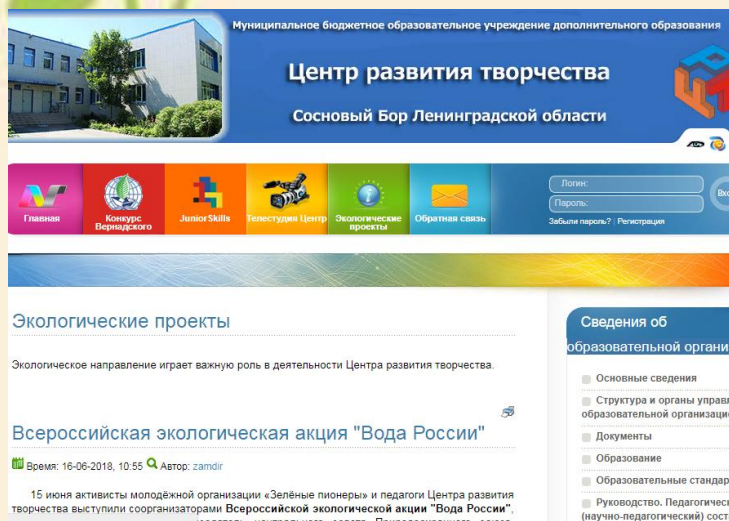 Муниципальное бюджетное образовательное учреждение дополнительного образования
Центр развития творчества
Сосновый Бор Ленинградской области
Главная
Конкурс
Вернадского
JuniorSkills
Телестудия Центр
Экологические
проекты
Обратная связь
Логин:
Пароль:
Забыли пароль? | Регистрация
Экологические проекты
Экологическое направление играет важную роль в деятельности Центра развития творчества.
Всероссийская экологическая акция "Вода России"
Время: 16-06-2018, 10:55 Автор: zamdir
15 июня активисты молодёжной организации «Зелёные пионеры» и педагоги Центра развития
творчества выступили соорганизаторами Всероссийской экологической акции "Вода России",
Сведения об
образовательной органи
Основные сведения
Структура и органы управл
образовательной организацие
Документы
Образование
Образовательные стандар
Руководство. Педагогическ
(научно-педагогический) сост